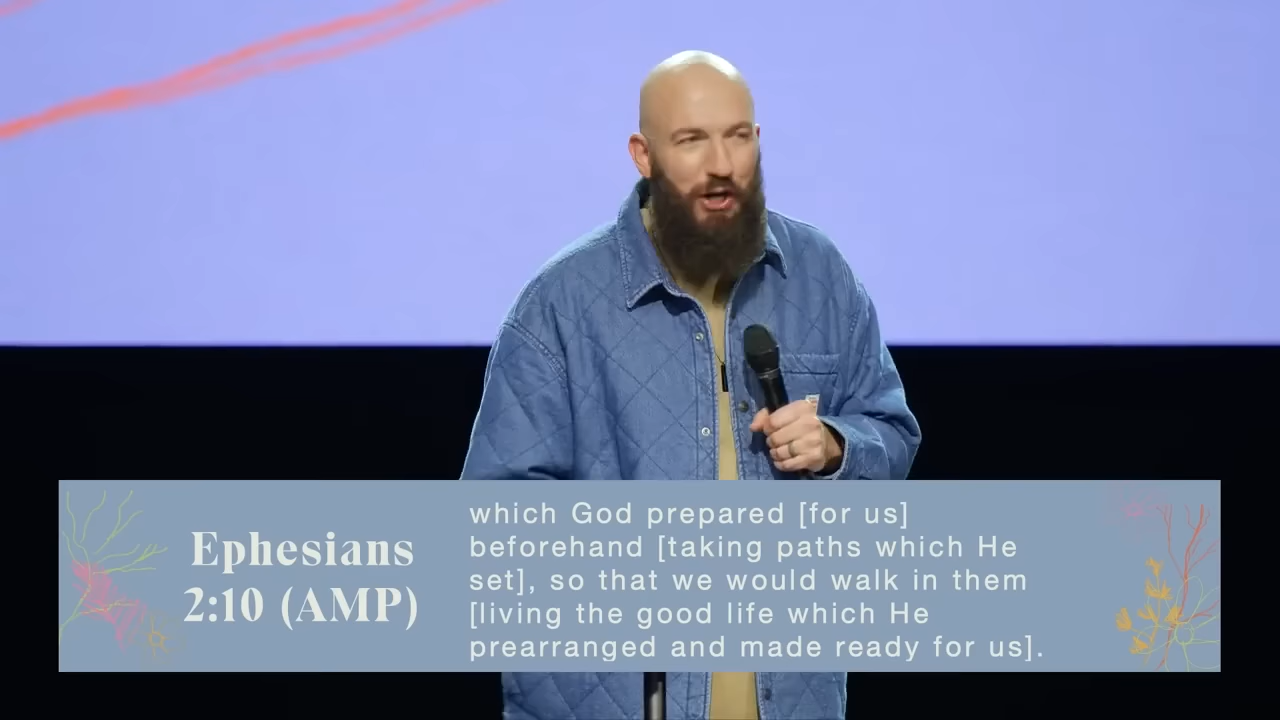 Ephesians
2:10 (AMP)
which God prepared [for us]
beforehand [taking paths which He
set], so that we would walk in them
[living the good life which He
prearranged and made ready for us].